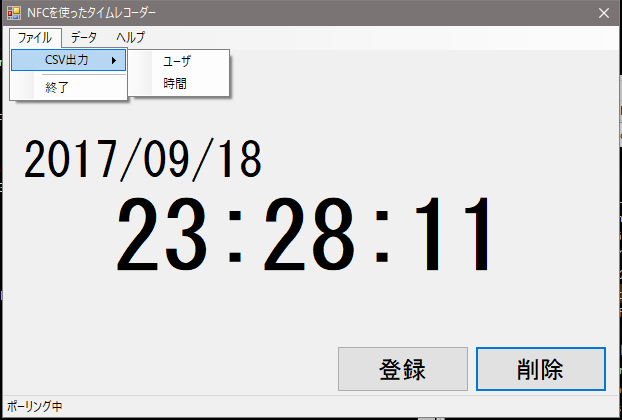 NFCを使ったタイムレコーダー
ファイル データ ヘルプ
CSV出力 ユーザ
時間
終了
2017/09/18
23:28:11
登録 削除
ポーリング中